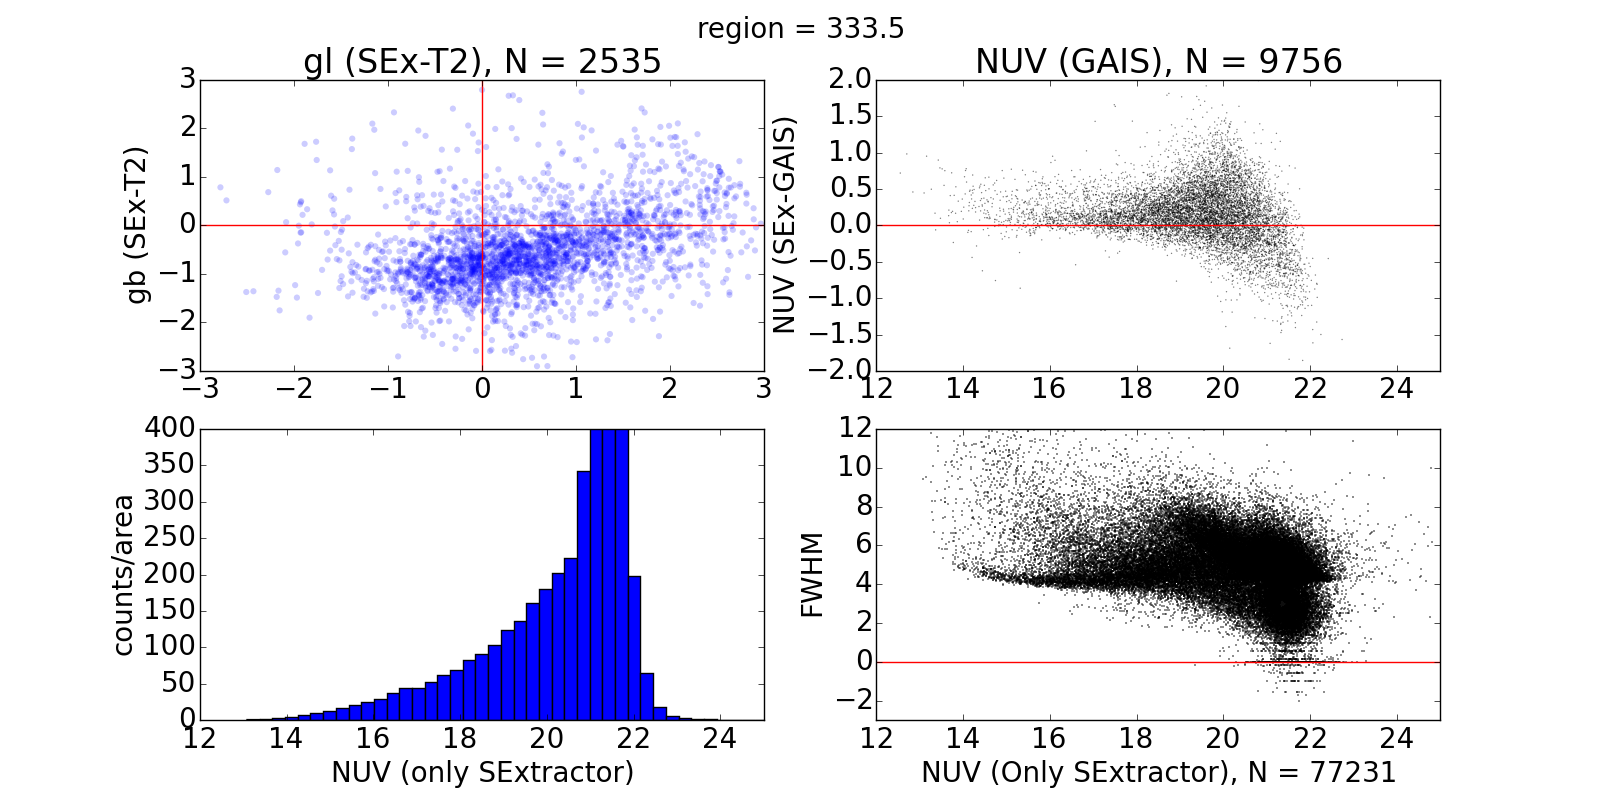 region = 333.5
gl (SEx-T2), N = 2535
3
2
1
0
−1
−2
−3
gb (SEx-T2)
−3 −2 −1 0 1 2 3
NUV (GAIS), N = 9756
2.0
1.5
1.0
0.5
0.0
−0.5
−1.0
−1.5
−2.0
NUV (SEx-GAIS)
12 14 16 18 20 22 24
400
350
300
250
200
150
100
50
0
counts/area
12 14 16 18 20 22 24
NUV (only SExtractor)
12
10
8
6
4
2
0
−2
FWHM
12 14 16 18 20 22 24
NUV (Only SExtractor), N = 77231